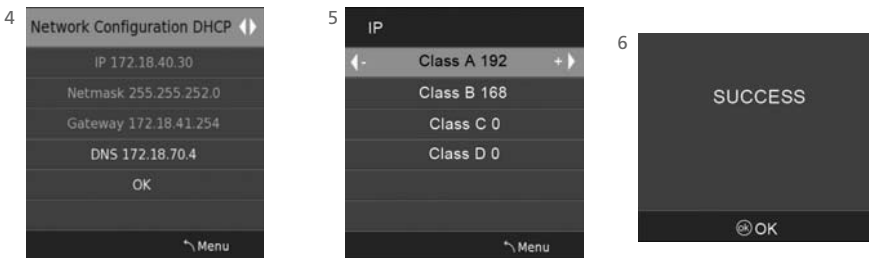 4
Network Configuration DHCP
IP 172.18.40.30
Netmask 255.255.252.0
Gateway 172.18.41.254
DNS 172.18.70.4
OK
Menu
5
IP
- Class A 192 +
Class B 168
Class C 0
Class D 0
Menu
6
SUCCESS
ok OK